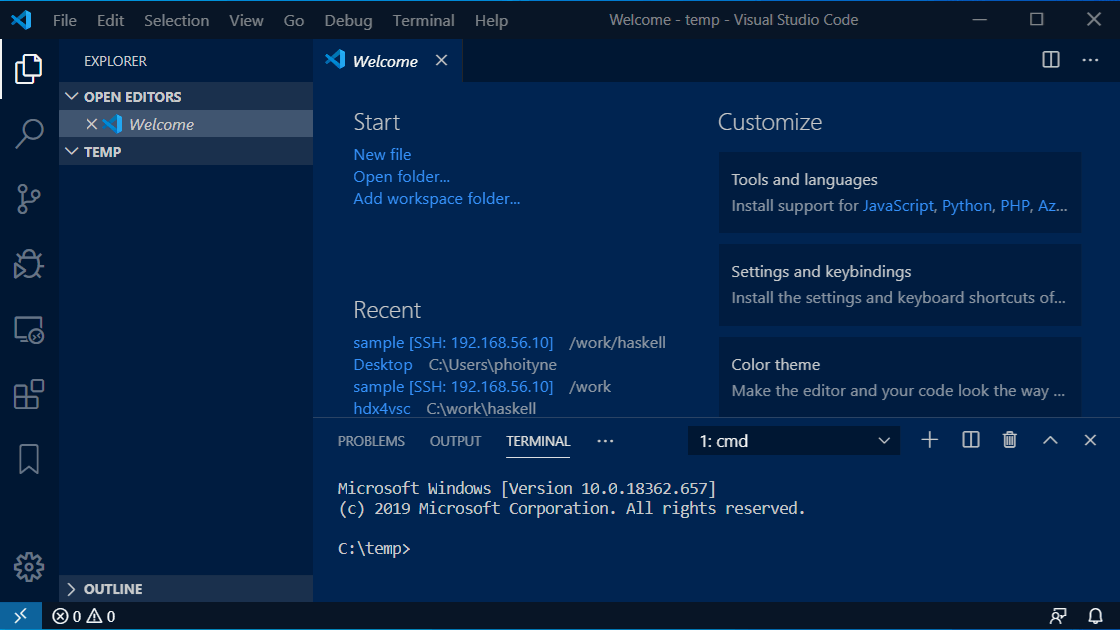 File Edit Selection View Go Debug Terminal Help Welcome - temp - Visual Studio Code
EXPLORER
OPEN EDITORS
Welcome
TEMP
OUTLINE
Welcome
Start
New file
Open folder...
Add workspace folder...
Recent
sample [SSH: 192.168.56.10] /work/haskell
Desktop C:\Users\phoityne
sample [SSH: 192.168.56.10] /work
hdx4vsc C:\work\haskell
Customize
Tools and languages
Install support for JavaScript, Python, PHP, Az...
Settings and keybindings
Install the settings and keyboard shortcuts of...
Color theme
Make the editor and your code look the way ...
PROBLEMS OUTPUT TERMINAL ... 1: cmd
Microsoft Windows [Version 10.0.18362.657]
(c) 2019 Microsoft Corporation. All rights reserved.
C:\temp>
0 0